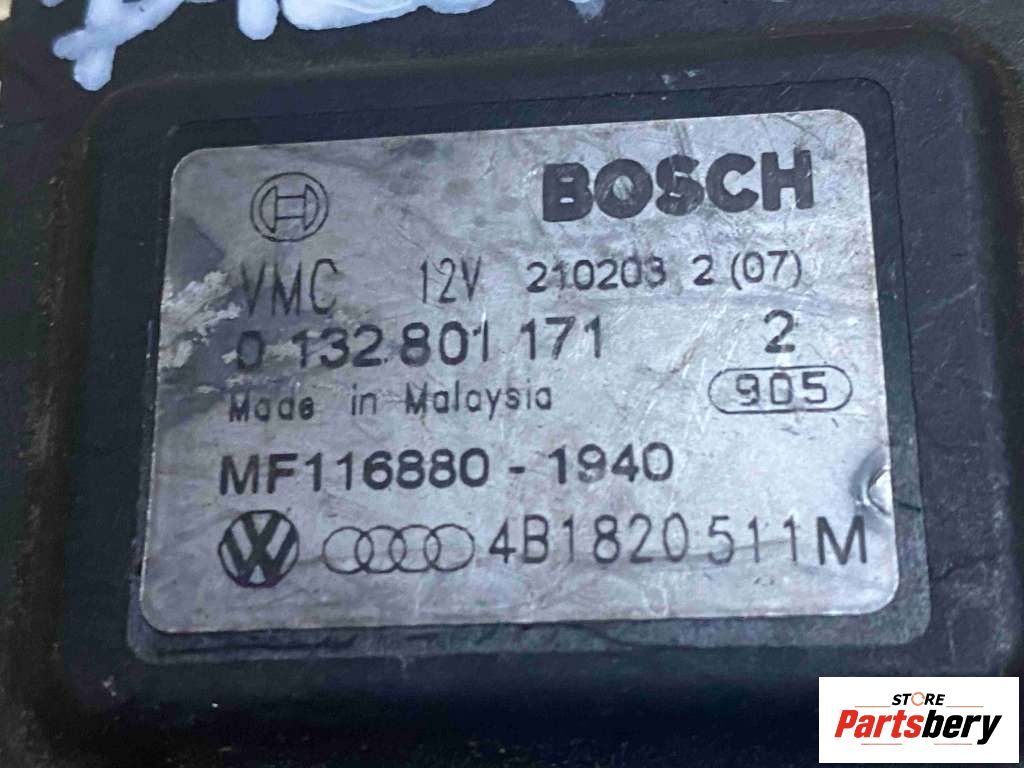 BOSCH
VMC 12V 210203 2 (07)
0 132 801 171 2
Made in Malaysia 905
MF116880 - 1940
4B1820511M
STORE
Partsbery